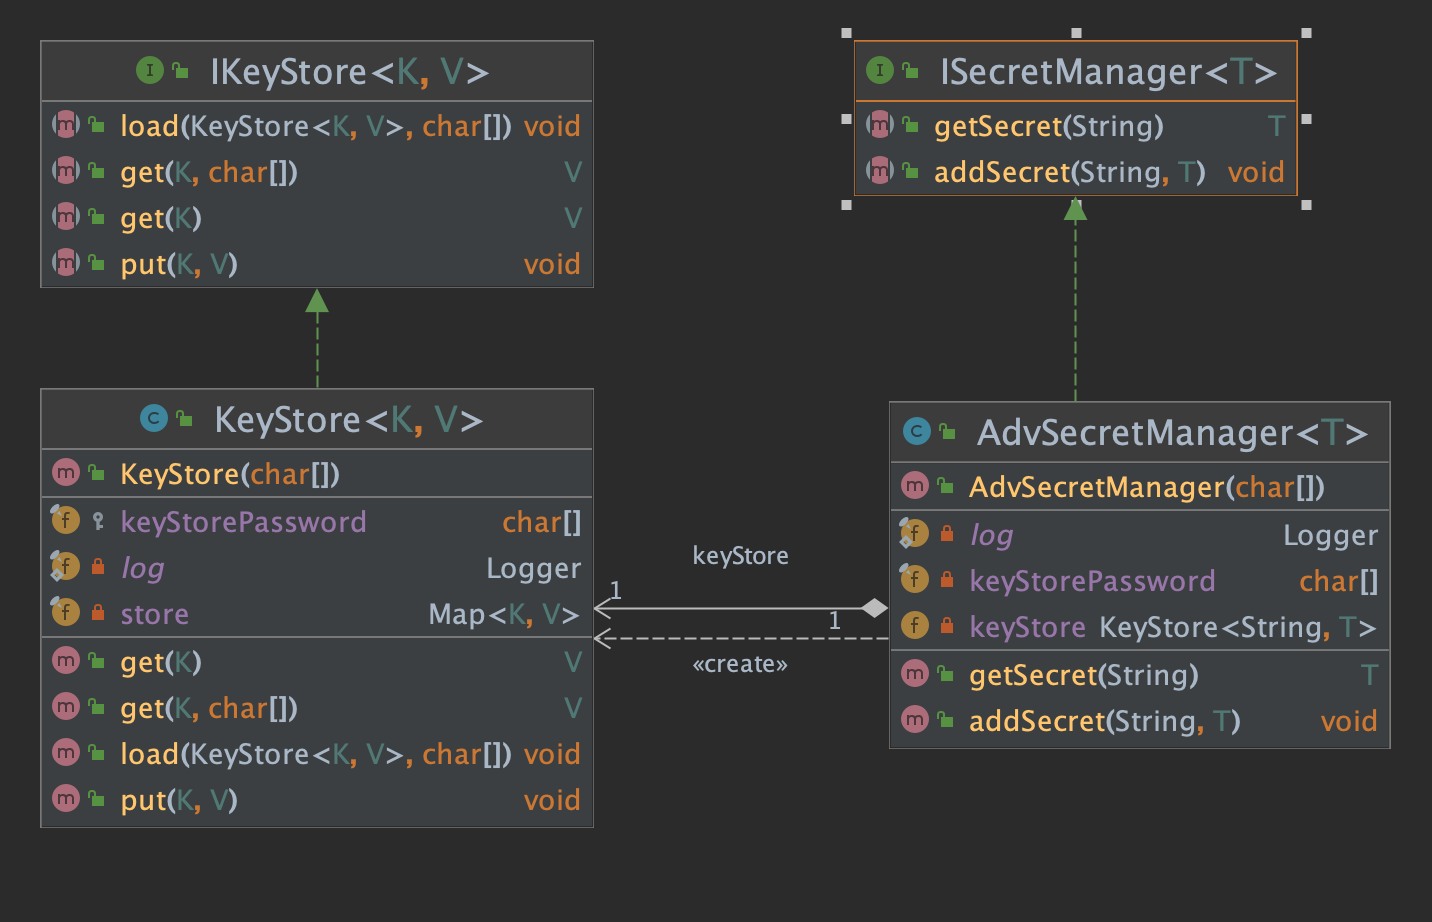 IKeyStore<K, V>
load(KeyStore<K, V>, char[]) void
get(K, char[]) V
get(K) V
put(K, V) void
ISecretManager<T>
getSecret(String) T
addSecret(String, T) void
KeyStore<K, V>
KeyStore(char[])
keyStorePassword char[]
log Logger
store Map<K, V>
get(K) V
get(K, char[]) V
load(KeyStore<K, V>, char[]) void
put(K, V) void
keyStore
1
1
«create»
AdvSecretManager<T>
AdvSecretManager(char[])
log Logger
keyStorePassword char[]
keyStore KeyStore<String, T>
getSecret(String) T
addSecret(String, T) void